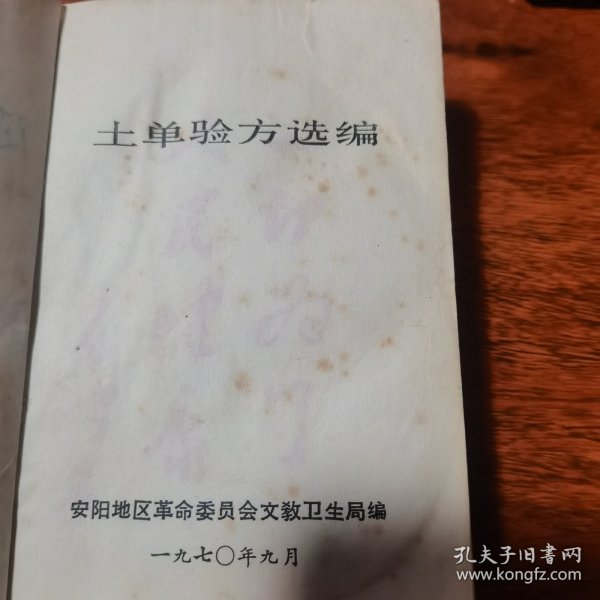 土单验方选编
安阳地区革命委员会文教卫生局编
一九七〇年九月
孔夫子旧书网
www.kongfz.com